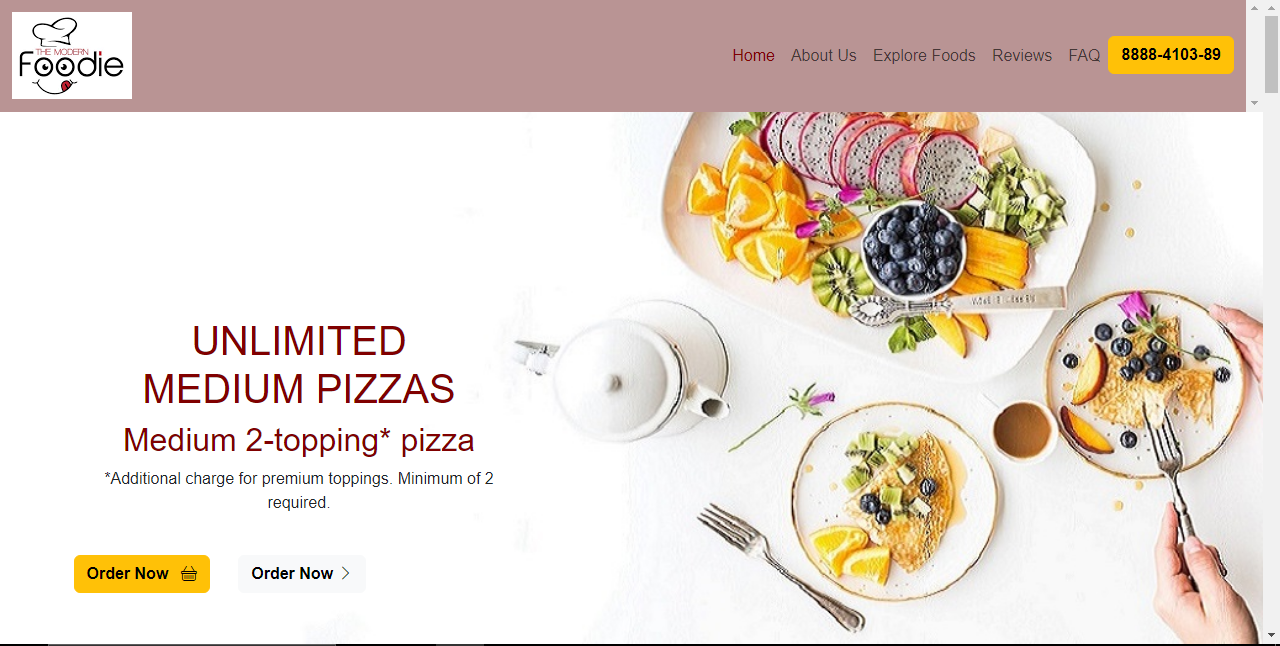 THE MODERN
Foodie
Home About Us Explore Foods Reviews FAQ 8888-4103-89
UNLIMITED
MEDIUM PIZZAS
Medium 2-topping* pizza
*Additional charge for premium toppings. Minimum of 2
required.
Order Now Order Now